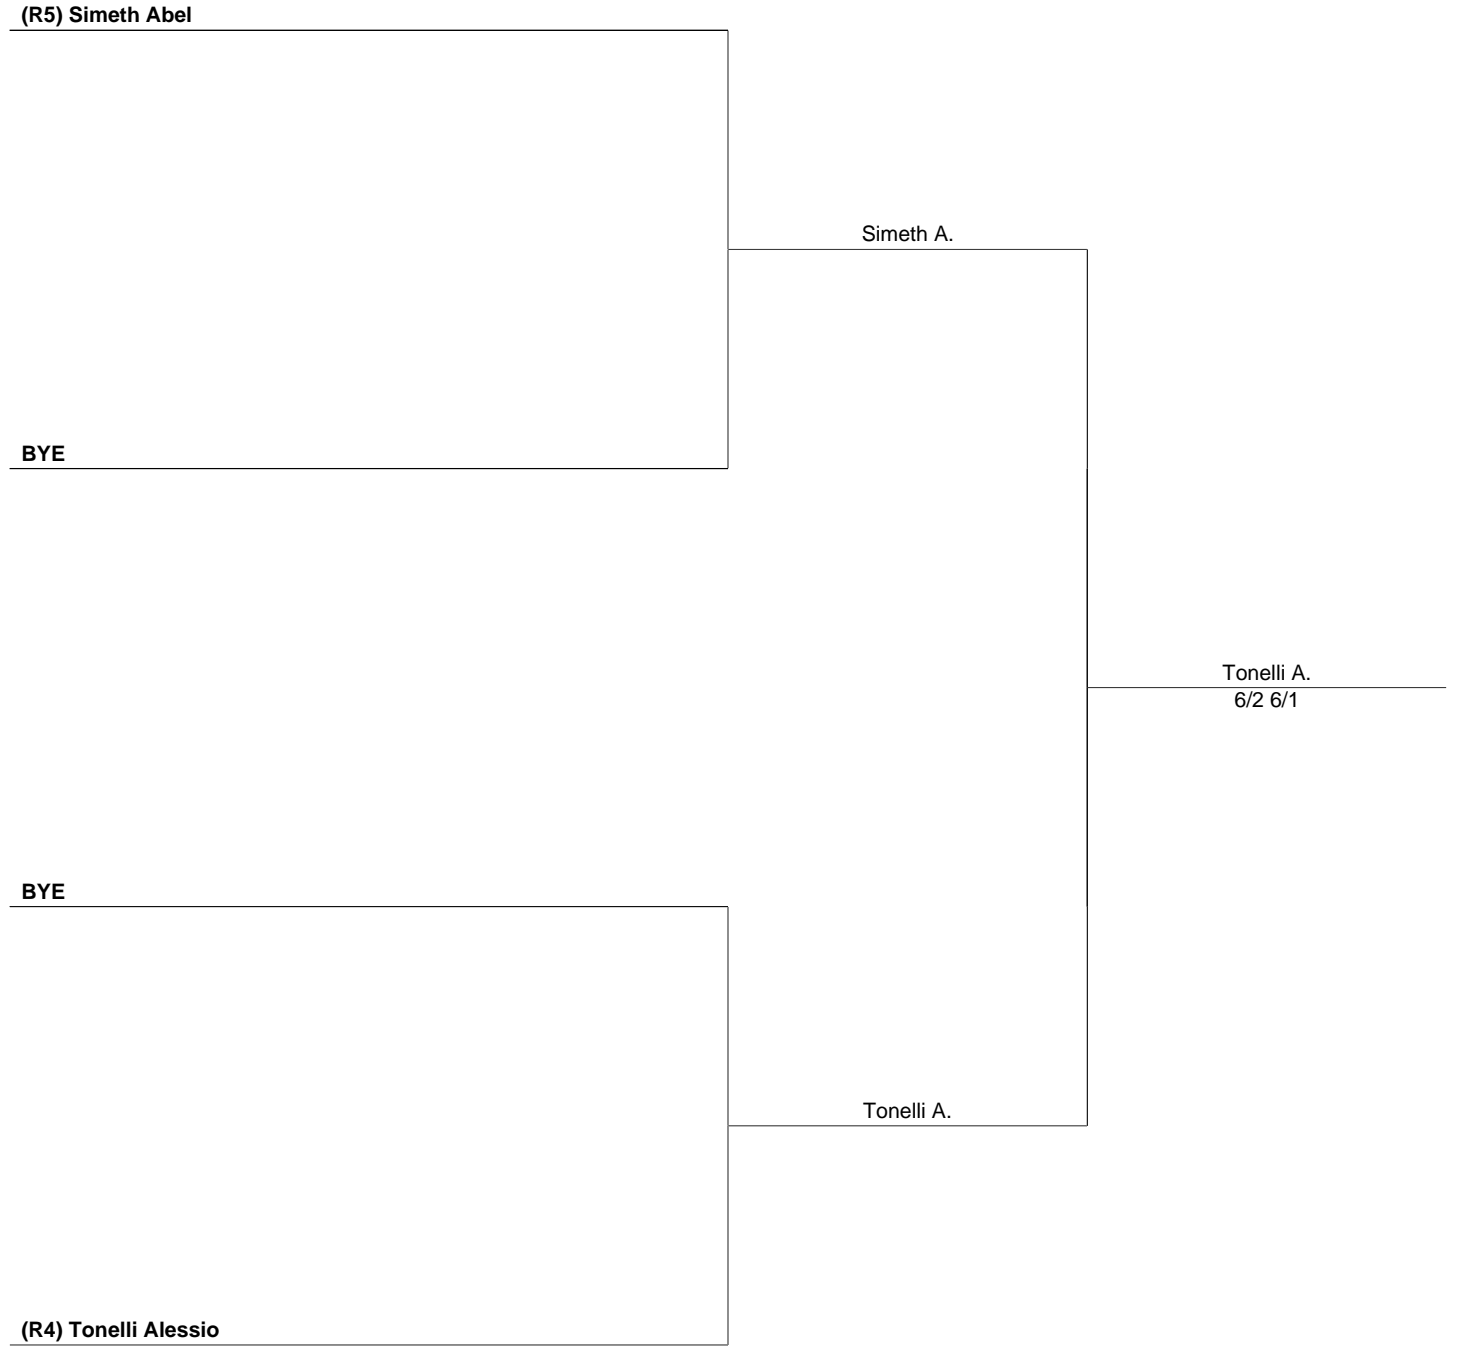 (R5) Simeth Abel
Simeth A.
BYE
Tonelli A.
6/2 6/1
BYE
Tonelli A.
(R4) Tonelli Alessio